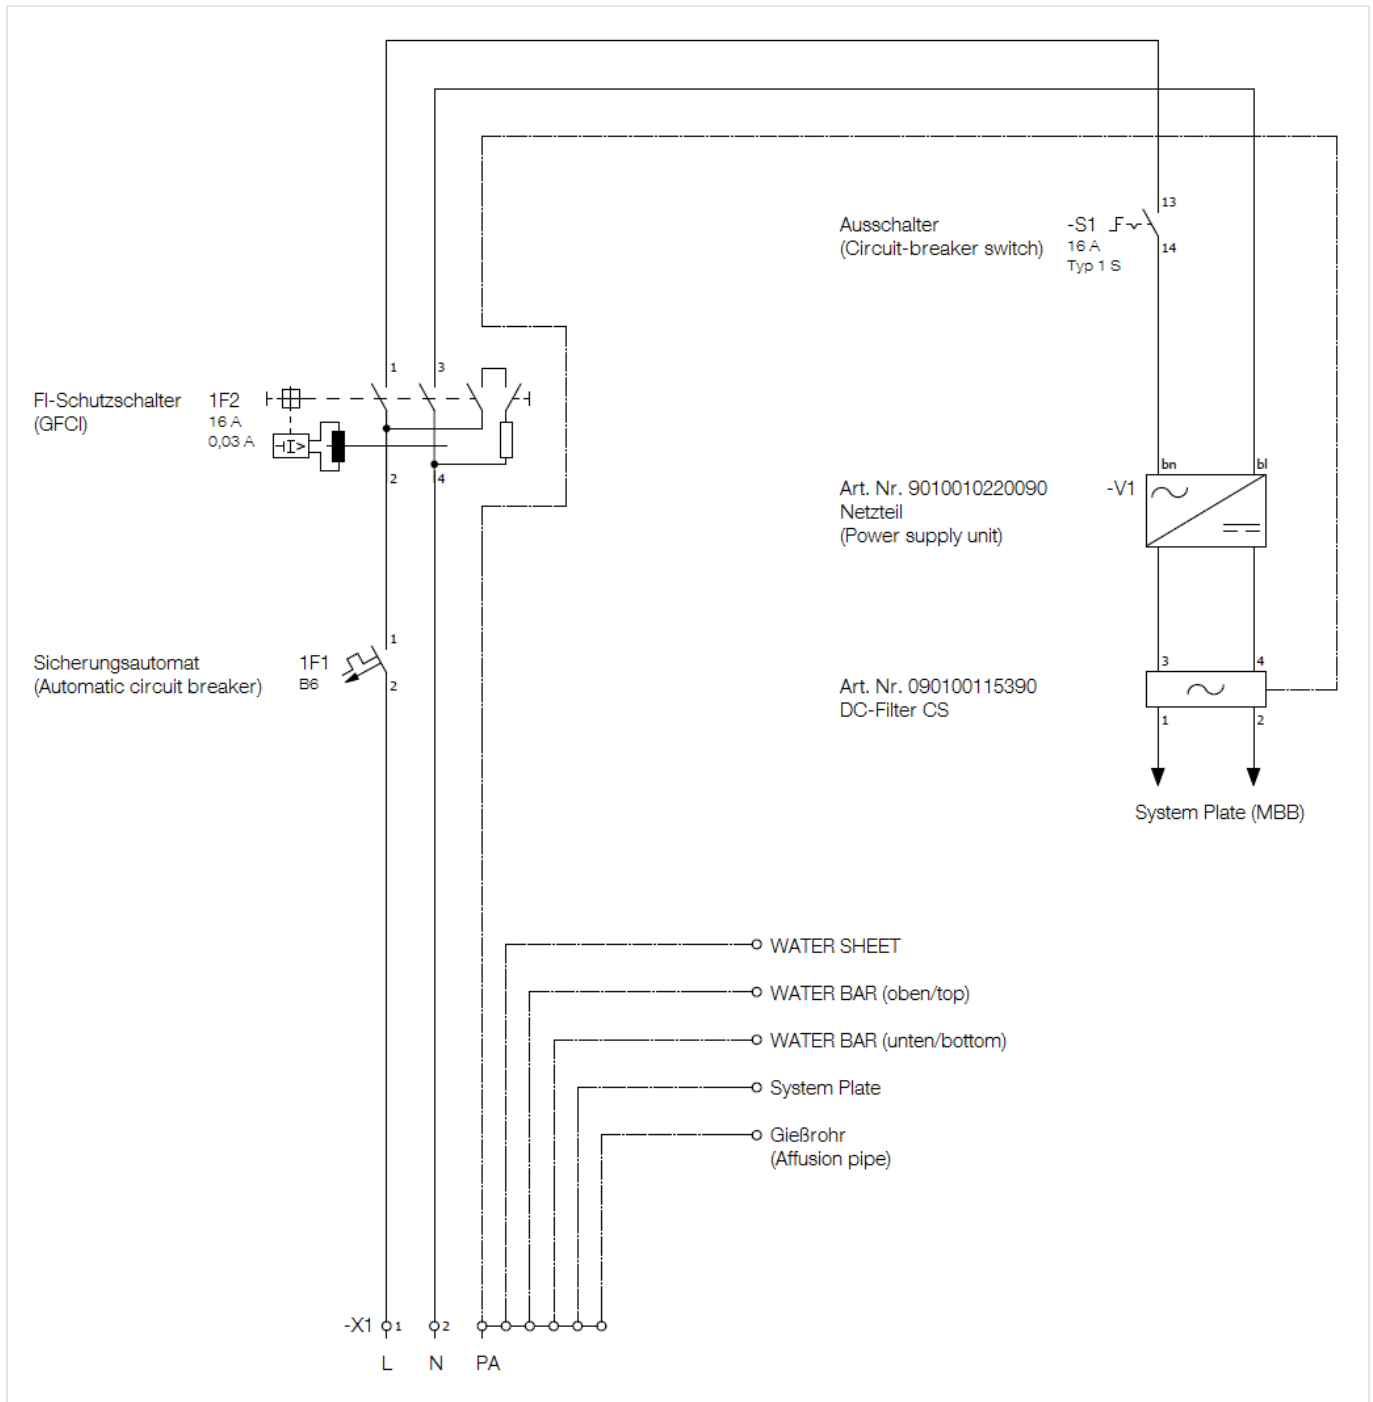 13
Ausschalter
(Circuit-breaker switch)
-S1
16 A
Typ 1 S
14
1
3
FI-Schutzschalter
(GFCI)
1F2
16 A
0,03 A
I>
2
4
bn
bl
Art. Nr. 9010010220090
Netzteil
(Power supply unit)
-V1
1
Sicherungsautomat
(Automatic circuit breaker)
1F1
B6
2
3
4
Art. Nr. 090100115390
DC-Filter CS
1
2
System Plate (MBB)
WATER SHEET
WATER BAR (oben/top)
WATER BAR (unten/bottom)
System Plate
Gießrohr
(Affusion pipe)
-X1
1
2
L
N
PA